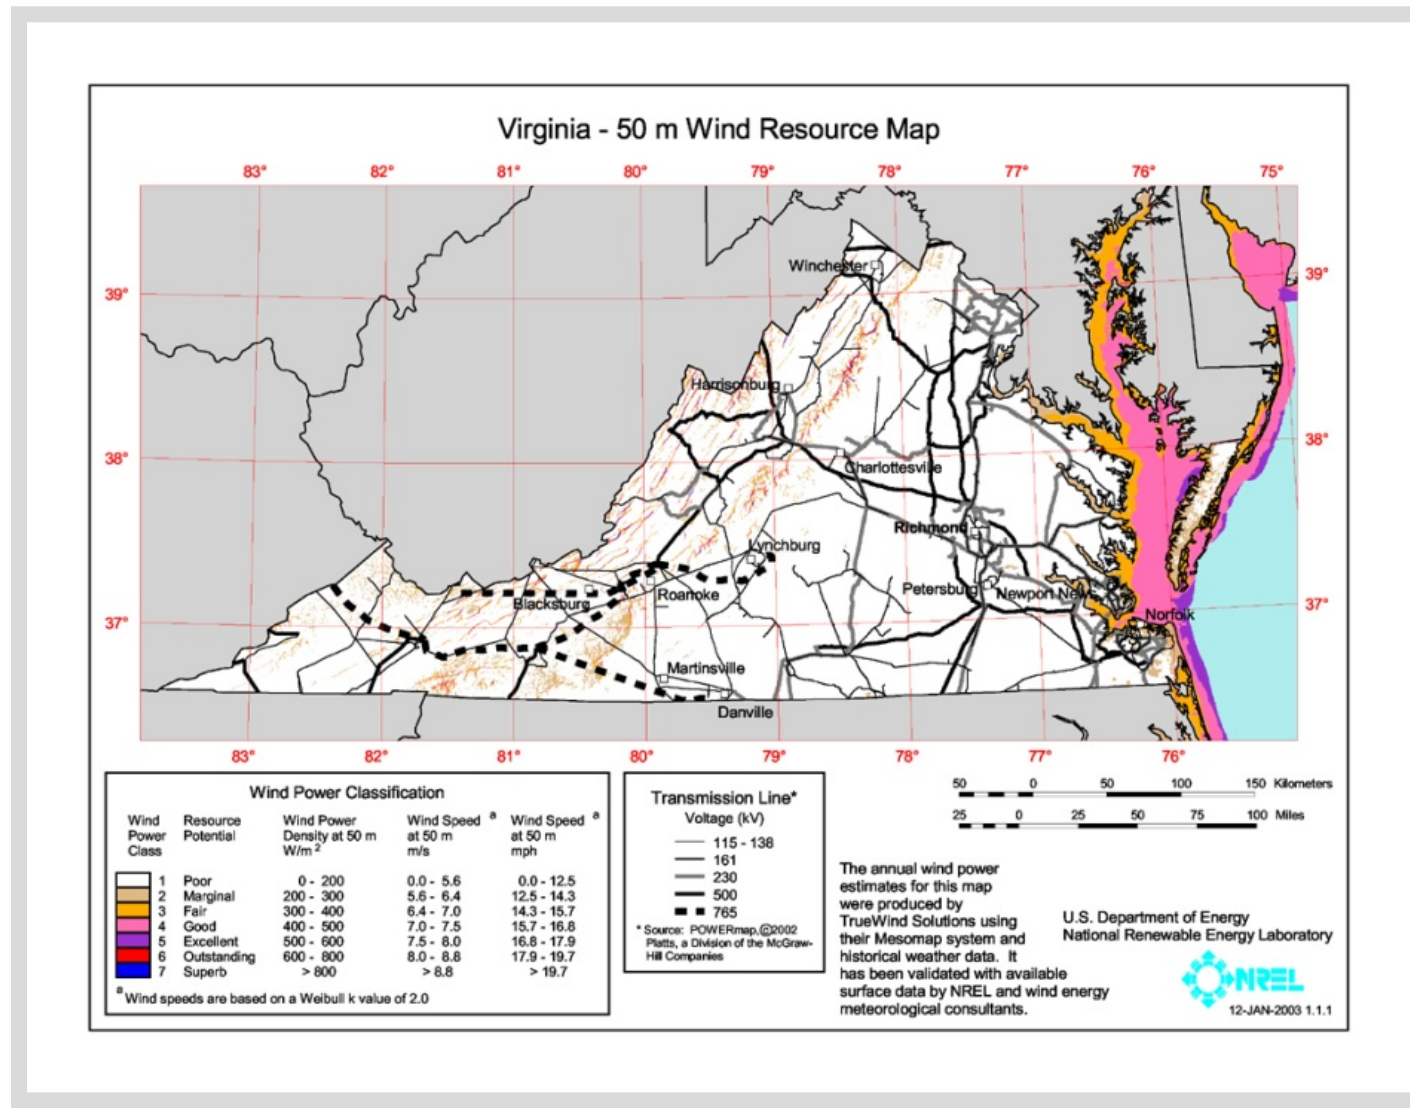 Virginia - 50 m Wind Resource Map
83° 82° 81° 80° 79° 78° 77° 76° 75°
Winchester
39° 39°
Harrisonburg
38° 38°
Charlottesville
Richmond
Lynchburg
Petersburg Newport News
Roanoke
Blacksburg
Norfolk
37° 37°
Martinsville
Danville
83° 82° 81° 80° 79° 78° 77° 76°
Wind Power Classification
Wind Power Class
Resource Potential
Wind Power Density at 50 m W/m 2
Wind Speed a at 50 m m/s
Wind Speed a at 50 m mph
1 Poor 0 - 200 0.0 - 5.6 0.0 - 12.5
2 Marginal 200 - 300 5.6 - 6.4 12.5 - 14.3
3 Fair 300 - 400 6.4 - 7.0 14.3 - 15.7
4 Good 400 - 500 7.0 - 7.5 15.7 - 16.8
5 Excellent 500 - 600 7.5 - 8.0 16.8 - 17.9
6 Outstanding 600 - 800 8.0 - 8.8 17.9 - 19.7
7 Superb > 800 > 8.8 > 19.7
a Wind speeds are based on a Weibull k value of 2.0
Transmission Line*
Voltage (kV)
115 - 138
161
230
500
765
* Source: POWERmap, ©2002
Platts, a Division of the McGraw-
Hill Companies
50 0 50 100 150 Kilometers
25 0 25 50 75 100 Miles
The annual wind power
estimates for this map
were produced by
TrueWind Solutions using
their Mesomap system and
historical weather data. It
has been validated with available
surface data by NREL and wind energy
meteorological consultants.
U.S. Department of Energy
National Renewable Energy Laboratory
NREL
12-JAN-2003 1.1.1